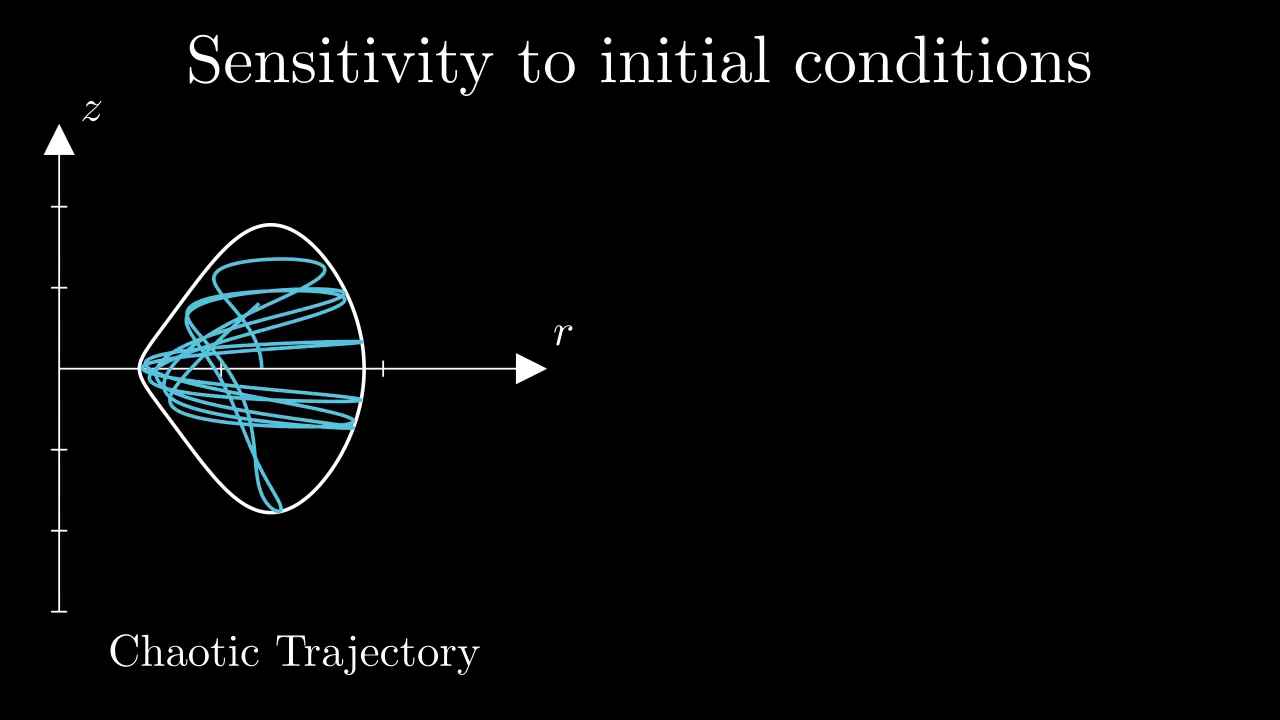 Sensitivity to initial conditions
z
r
Chaotic Trajectory